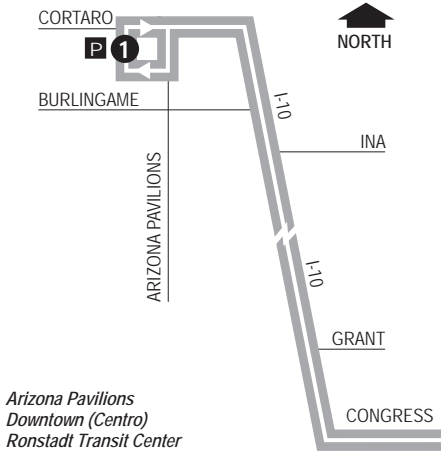 CORTARO
P 1
NORTH
BURLINGAME
I-10
INA
ARIZONA PAVILIONS
I-10
GRANT
Arizona Pavilions
Downtown (Centro)
Ronstadt Transit Center
CONGRESS